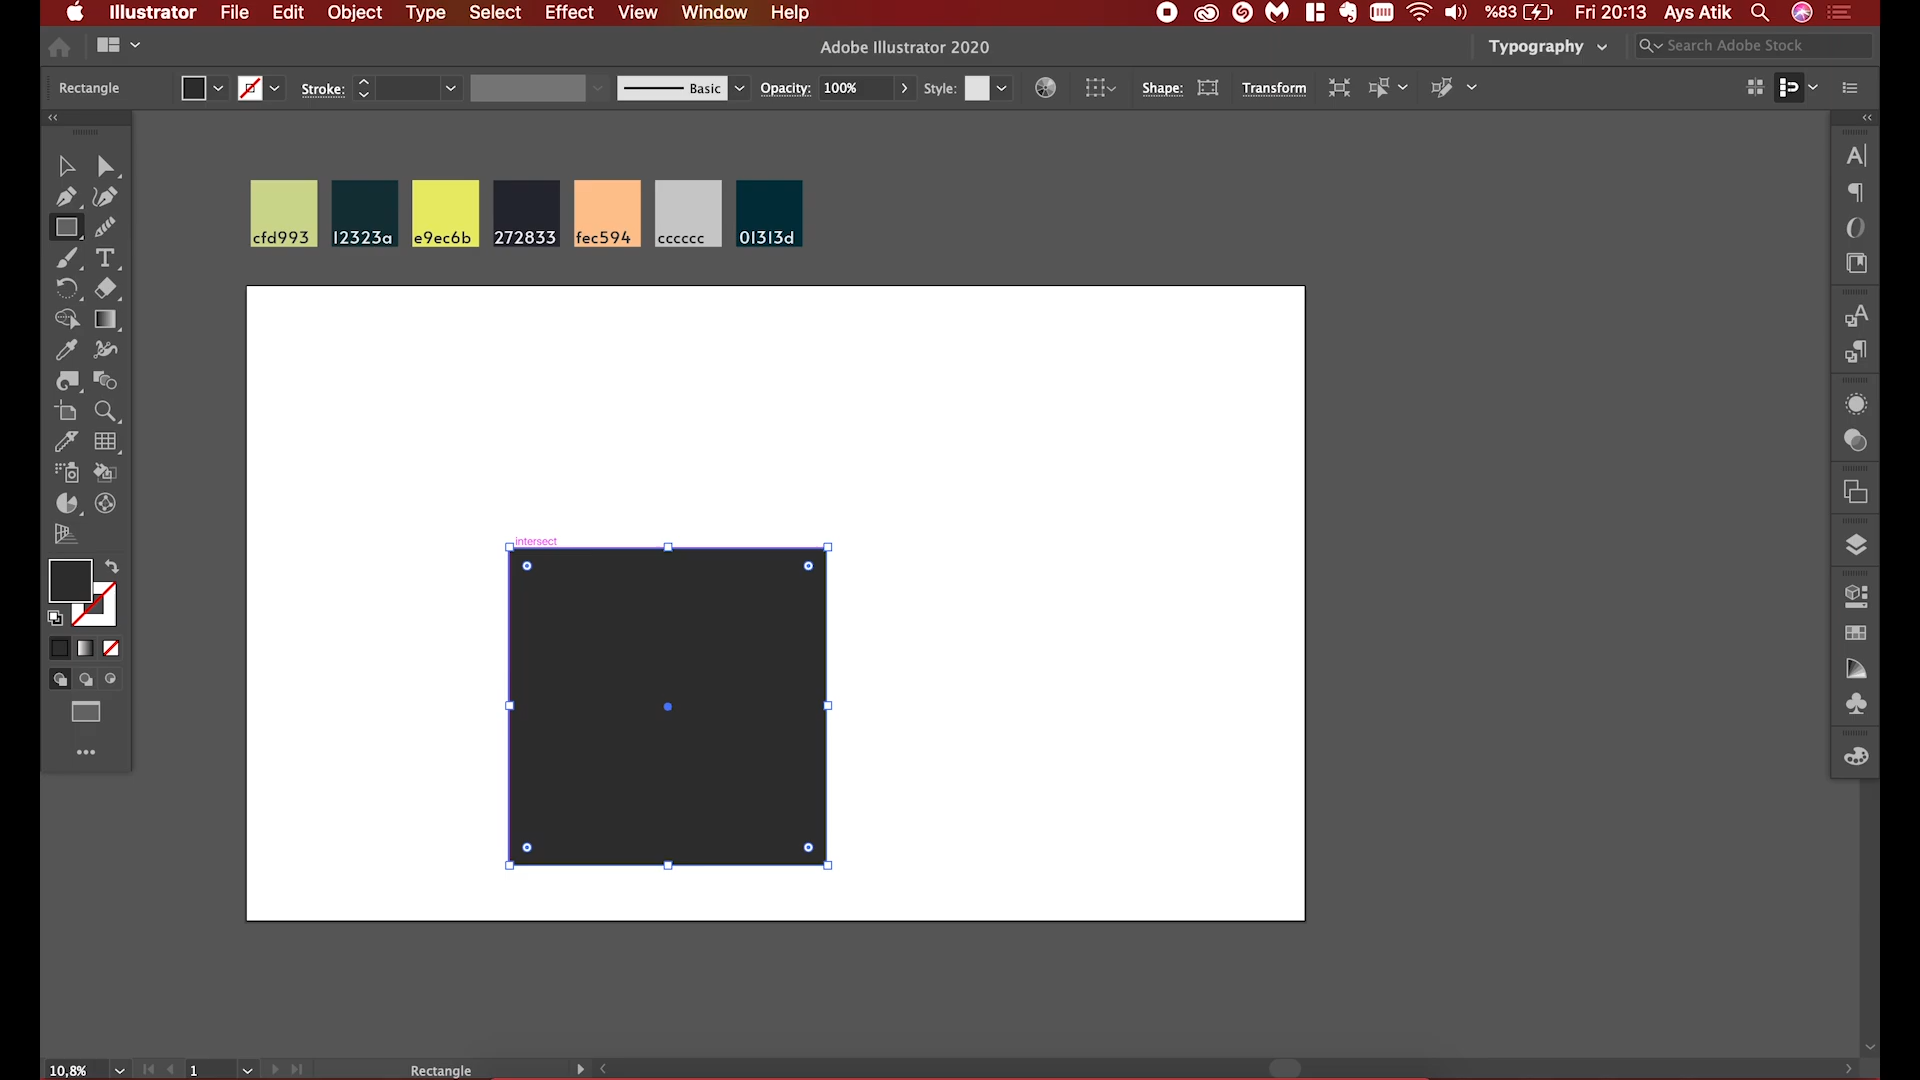 Illustrator File Edit Object Type Select Effect View Window Help %83 Fri 20:13 Ays Atik
Adobe Illustrator 2020 Typography Search Adobe Stock
Rectangle Stroke: Basic Opacity: 100% Style: Shape: Transform
cfd993 12323a e9ec6b 272833 fec594 cccccc 01313d
intersect
10,8% 1 Rectangle